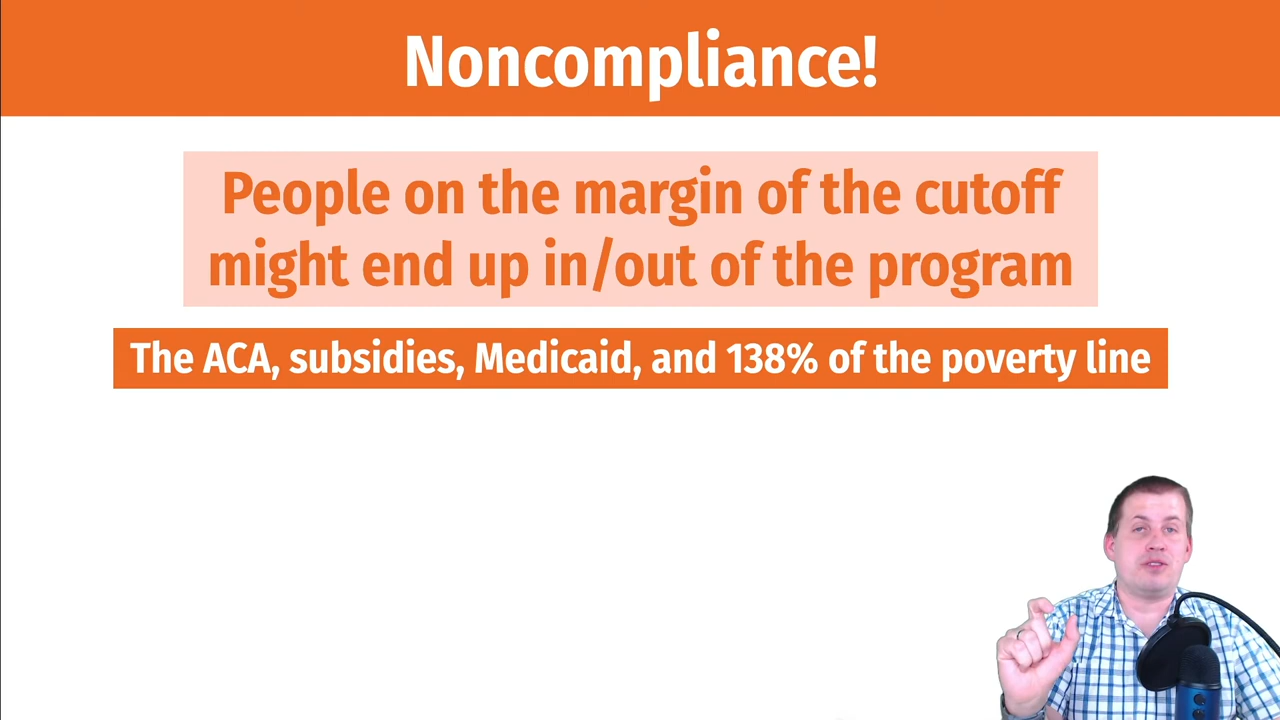 Noncompliance!
People on the margin of the cutoff
might end up in/out of the program
The ACA, subsidies, Medicaid, and 138% of the poverty line